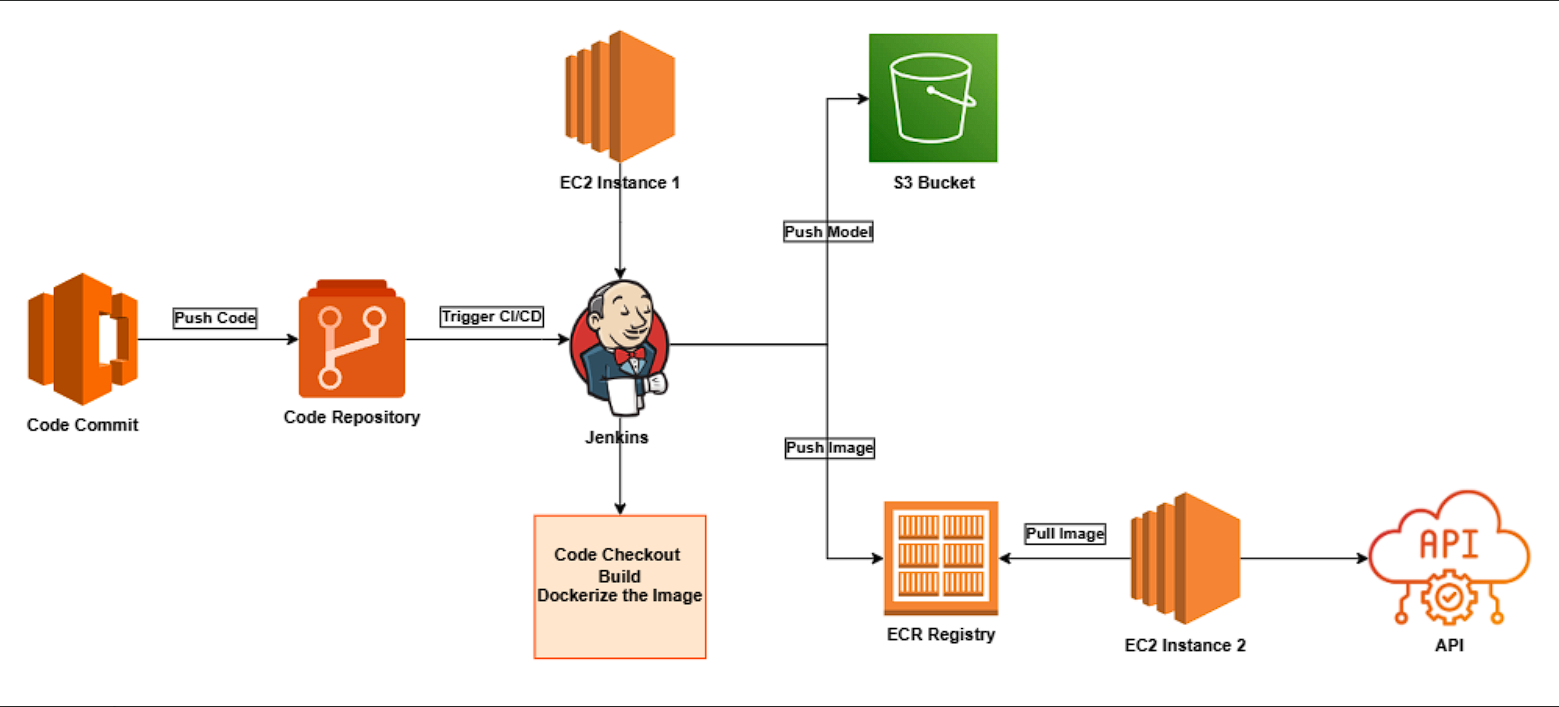 EC2 Instance 1
S3 Bucket
Push Model
Push Code
Trigger CI/CD
Code Commit
Code Repository
Jenkins
Push Image
Code Checkout
Build
Dockerize the Image
Pull Image
API
ECR Registry
EC2 Instance 2
API